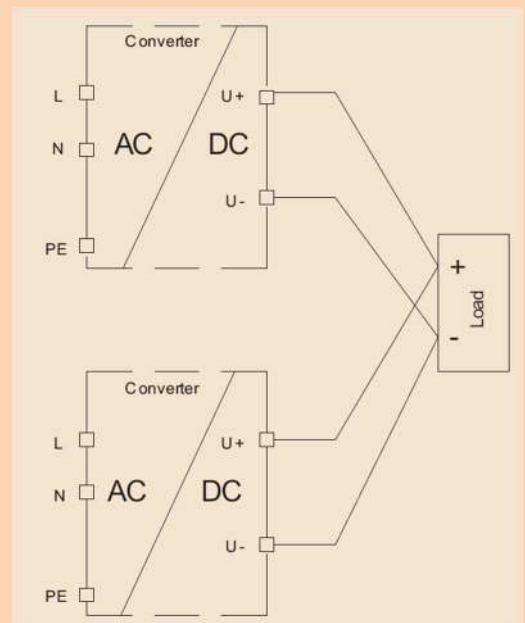 Converter
L
U+
AC
DC
N
U-
PE
+
Load
-
Converter
L
U+
N
AC
DC
U-
PE